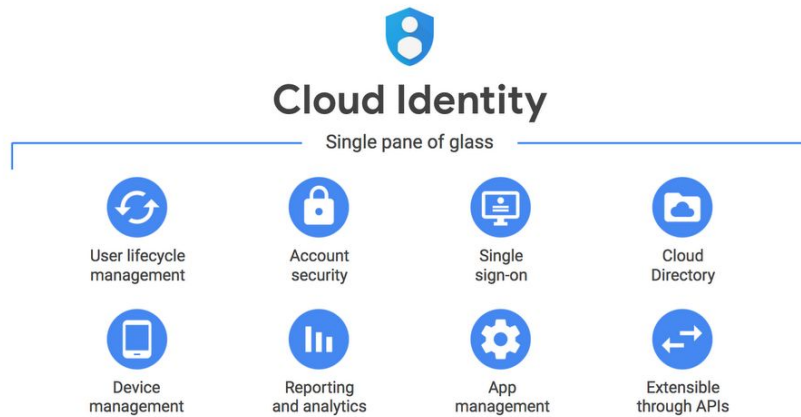 Cloud Identity
Single pane of glass
User lifecycle
management
Account
security
Single
sign-on
Cloud
Directory
Device
management
Reporting
and analytics
App
management
Extensible
through APIs